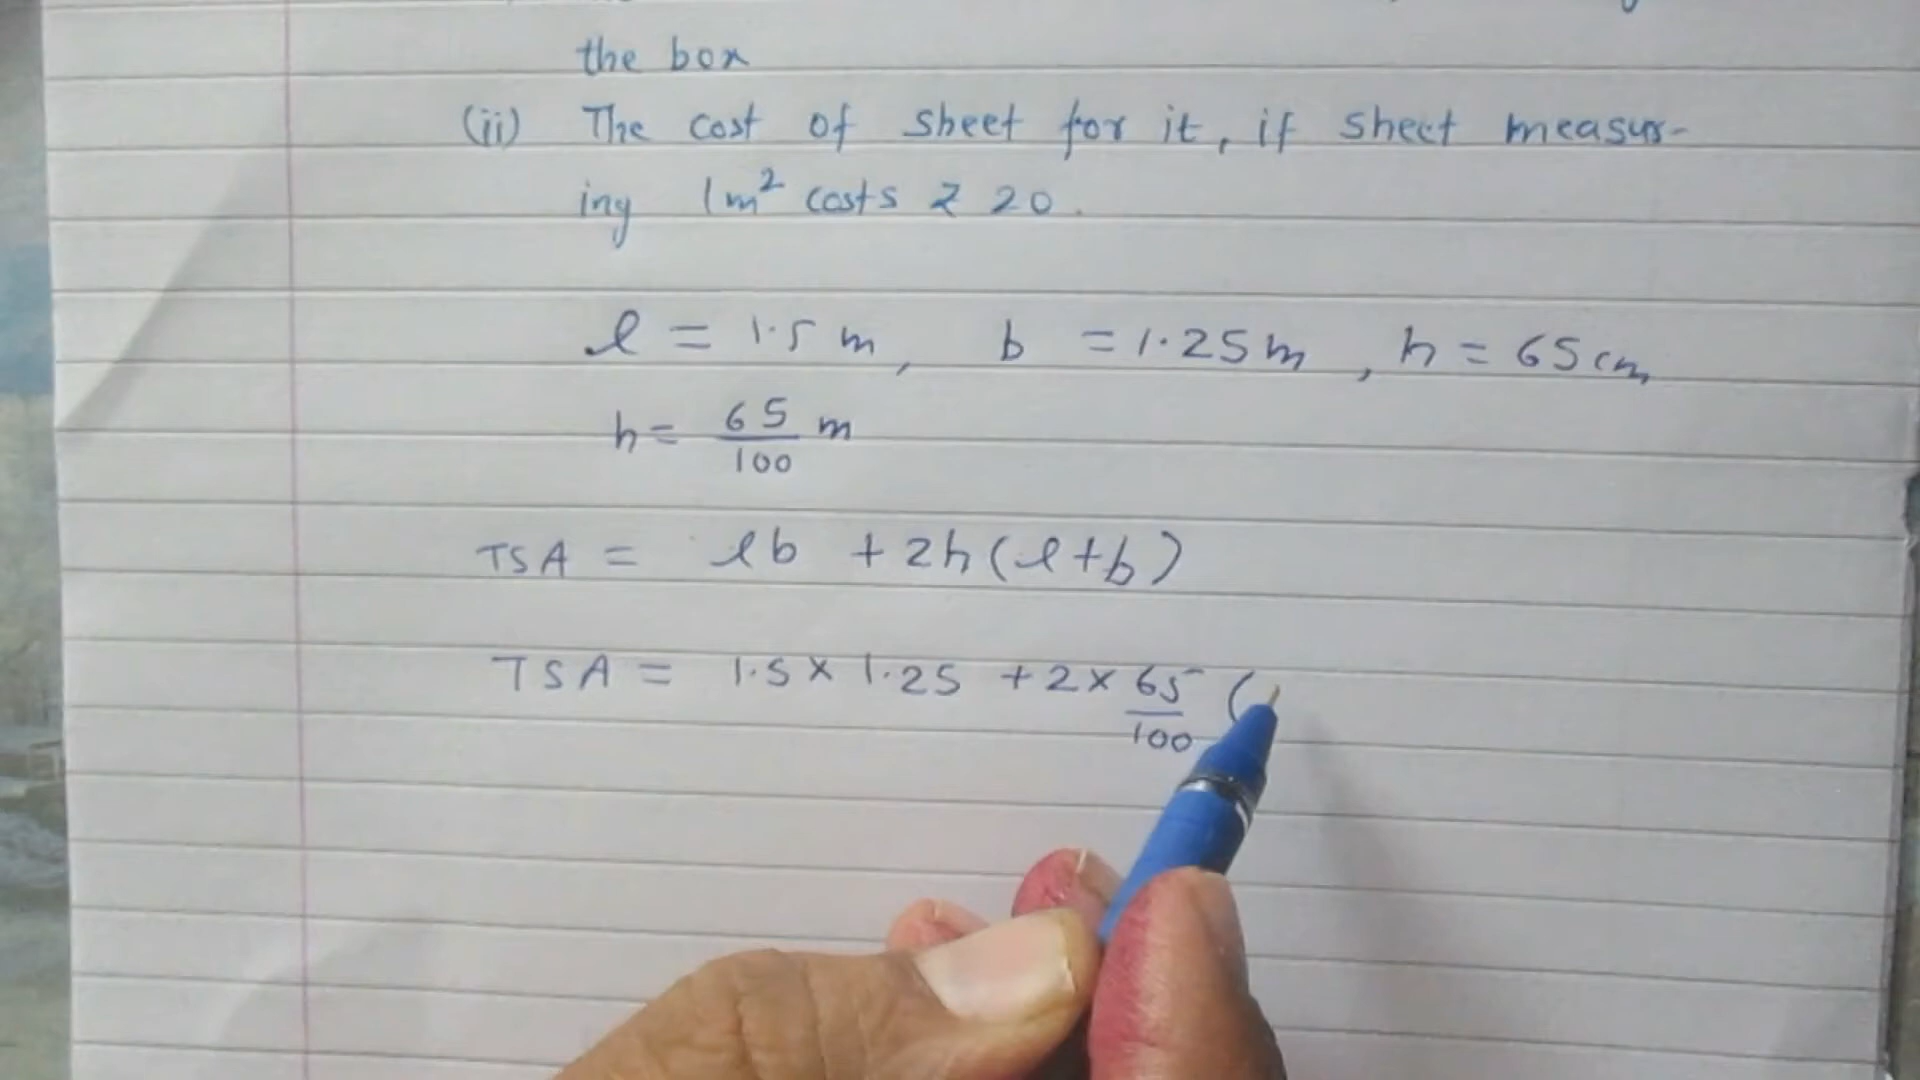 the box
(ii) The cost of sheet for it, if sheet measur-
ing 1m² costs ₹ 20.
l = 1.5 m, b = 1.25 m, h = 65 cm
h = 65/100 m
TSA = lb + 2h (l+b)
TSA = 1.5 × 1.25 + 2 × 65/100 (